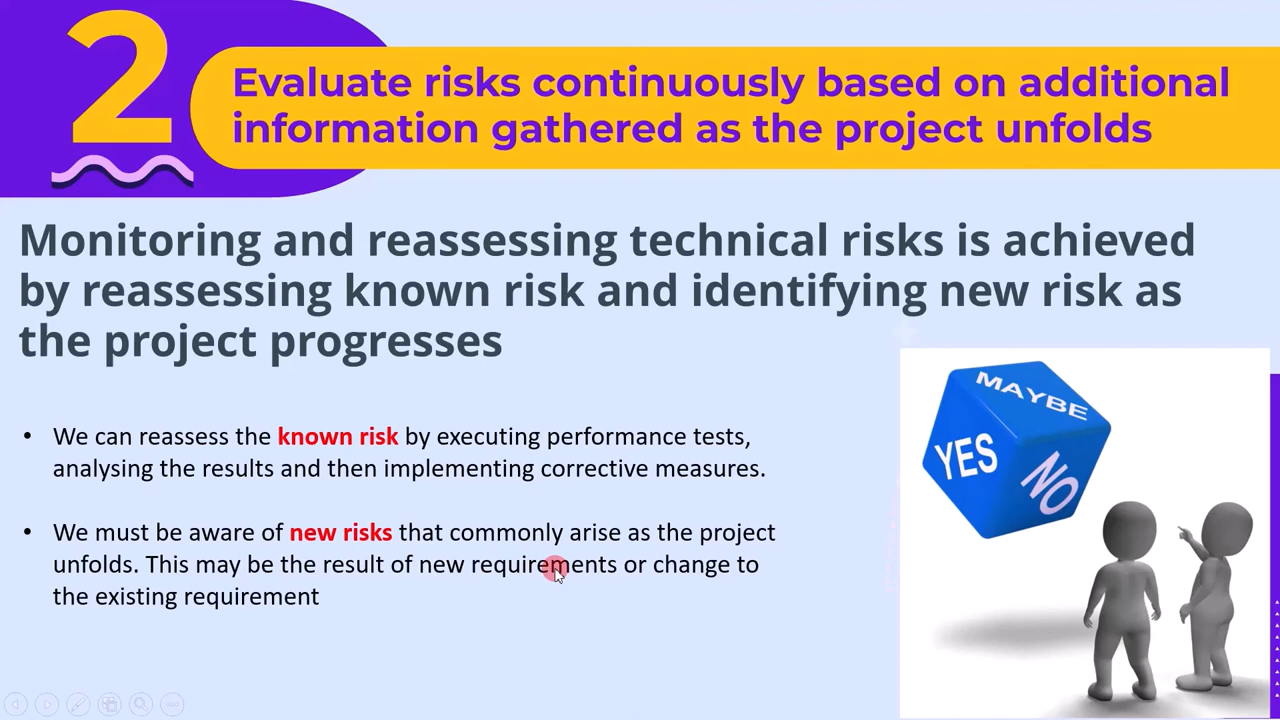 2
Evaluate risks continuously based on additional
information gathered as the project unfolds
Monitoring and reassessing technical risks is achieved
by reassessing known risk and identifying new risk as
the project progresses
• We can reassess the known risk by executing performance tests,
analysing the results and then implementing corrective measures.
• We must be aware of new risks that commonly arise as the project
unfolds. This may be the result of new requirements or change to
the existing requirement
MAYBE
YES
NO